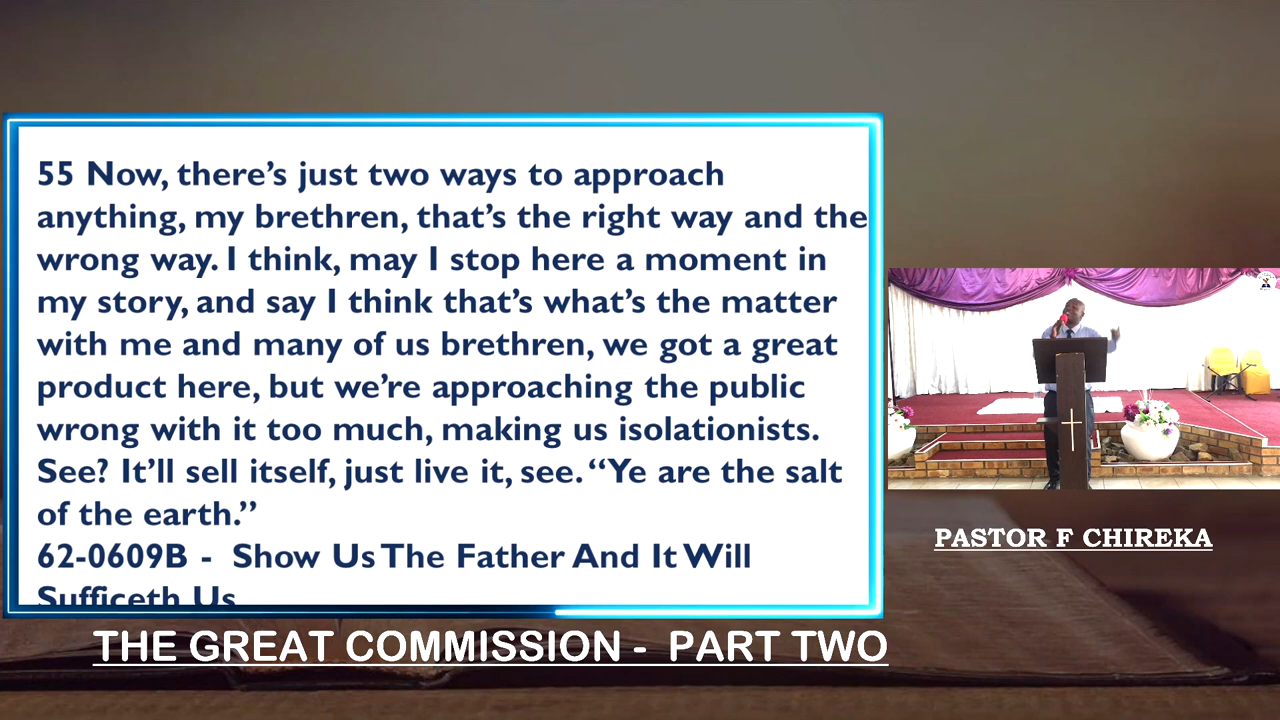 55 Now, there’s just two ways to approach
anything, my brethren, that’s the right way and the
wrong way. I think, may I stop here a moment in
my story, and say I think that’s what’s the matter
with me and many of us brethren, we got a great
product here, but we’re approaching the public
wrong with it too much, making us isolationists.
See? It’ll sell itself, just live it, see. “Ye are the salt
of the earth.”
62-0609B - Show Us The Father And It Will
Sufficeth Us
PASTOR F CHIREKA
THE GREAT COMMISSION - PART TWO